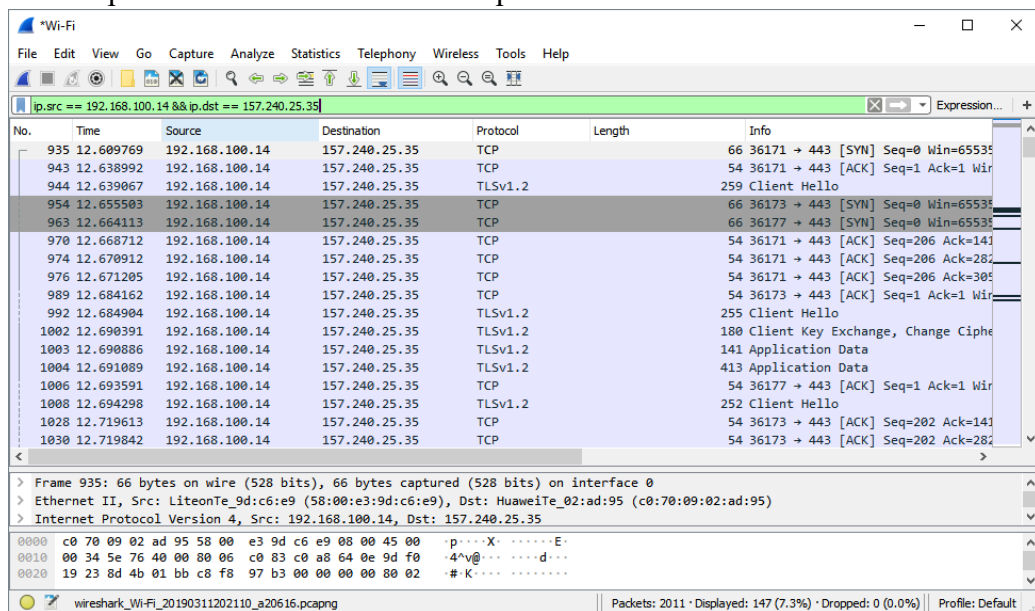 *Wi-Fi
File Edit View Go Capture Analyze Statistics Telephony Wireless Tools Help
ip.src == 192.168.100.14 && ip.dst == 157.240.25.35 Expression... +
No. Time Source Destination Protocol Length Info
935 12.609769 192.168.100.14 157.240.25.35 TCP 66 36171 → 443 [SYN] Seq=0 Win=65535
943 12.638992 192.168.100.14 157.240.25.35 TCP 54 36171 → 443 [ACK] Seq=1 Ack=1 Wir
944 12.639067 192.168.100.14 157.240.25.35 TLSv1.2 259 Client Hello
954 12.655503 192.168.100.14 157.240.25.35 TCP 66 36173 → 443 [SYN] Seq=0 Win=65535
963 12.664113 192.168.100.14 157.240.25.35 TCP 66 36177 → 443 [SYN] Seq=0 Win=65535
970 12.668712 192.168.100.14 157.240.25.35 TCP 54 36171 → 443 [ACK] Seq=206 Ack=141
974 12.670912 192.168.100.14 157.240.25.35 TCP 54 36171 → 443 [ACK] Seq=206 Ack=282
976 12.671205 192.168.100.14 157.240.25.35 TCP 54 36171 → 443 [ACK] Seq=206 Ack=305
989 12.684162 192.168.100.14 157.240.25.35 TCP 54 36173 → 443 [ACK] Seq=1 Ack=1 Wir
992 12.684904 192.168.100.14 157.240.25.35 TLSv1.2 255 Client Hello
1002 12.690391 192.168.100.14 157.240.25.35 TLSv1.2 180 Client Key Exchange, Change Ciphe
1003 12.690886 192.168.100.14 157.240.25.35 TLSv1.2 141 Application Data
1004 12.691089 192.168.100.14 157.240.25.35 TLSv1.2 413 Application Data
1006 12.693591 192.168.100.14 157.240.25.35 TCP 54 36177 → 443 [ACK] Seq=1 Ack=1 Wir
1008 12.694298 192.168.100.14 157.240.25.35 TLSv1.2 252 Client Hello
1028 12.719613 192.168.100.14 157.240.25.35 TCP 54 36173 → 443 [ACK] Seq=202 Ack=141
1030 12.719842 192.168.100.14 157.240.25.35 TCP 54 36173 → 443 [ACK] Seq=202 Ack=282
> Frame 935: 66 bytes on wire (528 bits), 66 bytes captured (528 bits) on interface 0
> Ethernet II, Src: LiteonTe_9d:c6:e9 (58:00:e3:9d:c6:e9), Dst: HuaweiTe_02:ad:95 (c0:70:09:02:ad:95)
> Internet Protocol Version 4, Src: 192.168.100.14, Dst: 157.240.25.35
0000 c0 70 09 02 ad 95 58 00 e3 9d c6 e9 08 00 45 00 ·p····X· ······E·
0010 00 34 5e 76 40 00 80 06 c0 83 c0 a8 64 0e 9d f0 ·4^v@··· ····d···
0020 19 23 8d 4b 01 bb c8 f8 97 b3 00 00 00 00 80 02 ·#·K···· ········
wireshark_Wi-Fi_20190311202110_a20616.pcapng Packets: 2011 · Displayed: 147 (7.3%) · Dropped: 0 (0.0%) Profile: Default